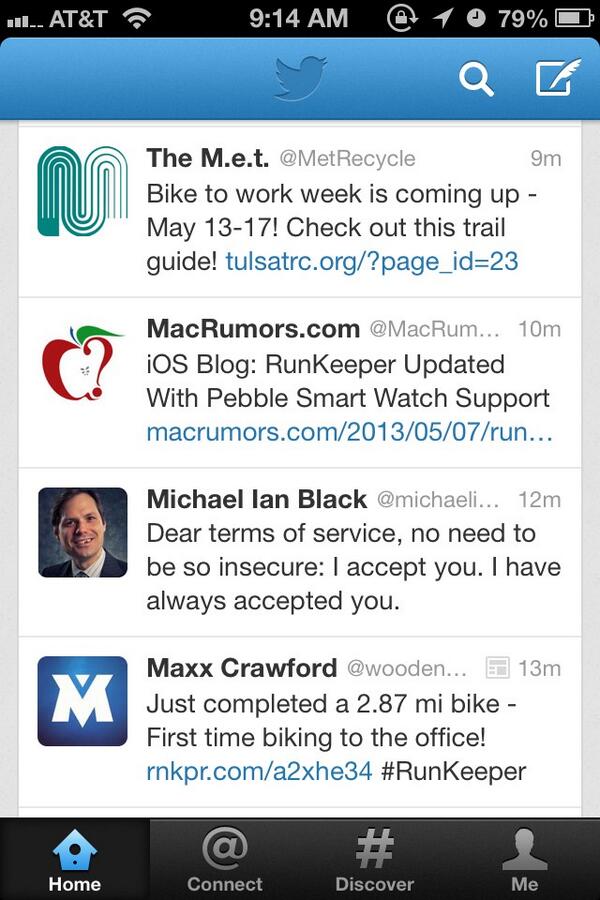 AT&T 9:14 AM 79%
The M.e.t. @MetRecycle 9m
Bike to work week is coming up -
May 13-17! Check out this trail
guide! tulsatrc.org/?page_id=23
MacRumors.com @MacRum... 10m
iOS Blog: RunKeeper Updated
With Pebble Smart Watch Support
macrumors.com/2013/05/07/run...
Michael Ian Black @michaeli... 12m
Dear terms of service, no need to
be so insecure: I accept you. I have
always accepted you.
Maxx Crawford @wooden... 13m
Just completed a 2.87 mi bike -
First time biking to the office!
rnkpr.com/a2xhe34 #RunKeeper
Home Connect Discover Me